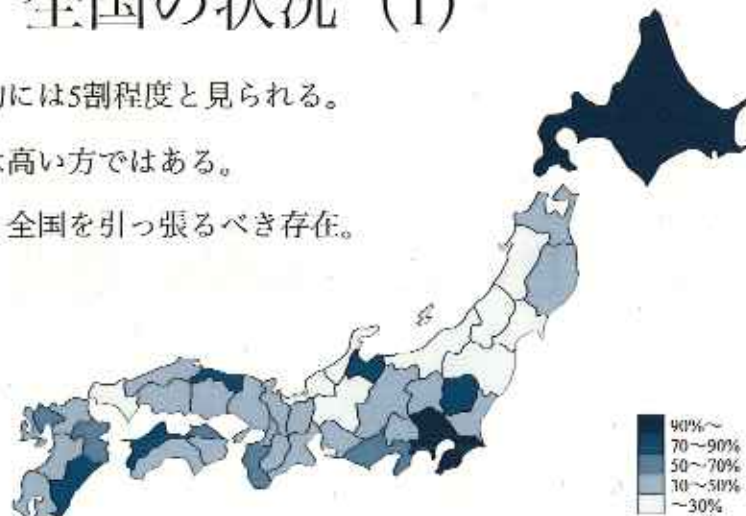 全国の状況（1）
的には5割程度と見られる。
は高い方ではある。
全国を引っ張るべき存在。
90%～
70～90%
50～70%
30～50%
～30%